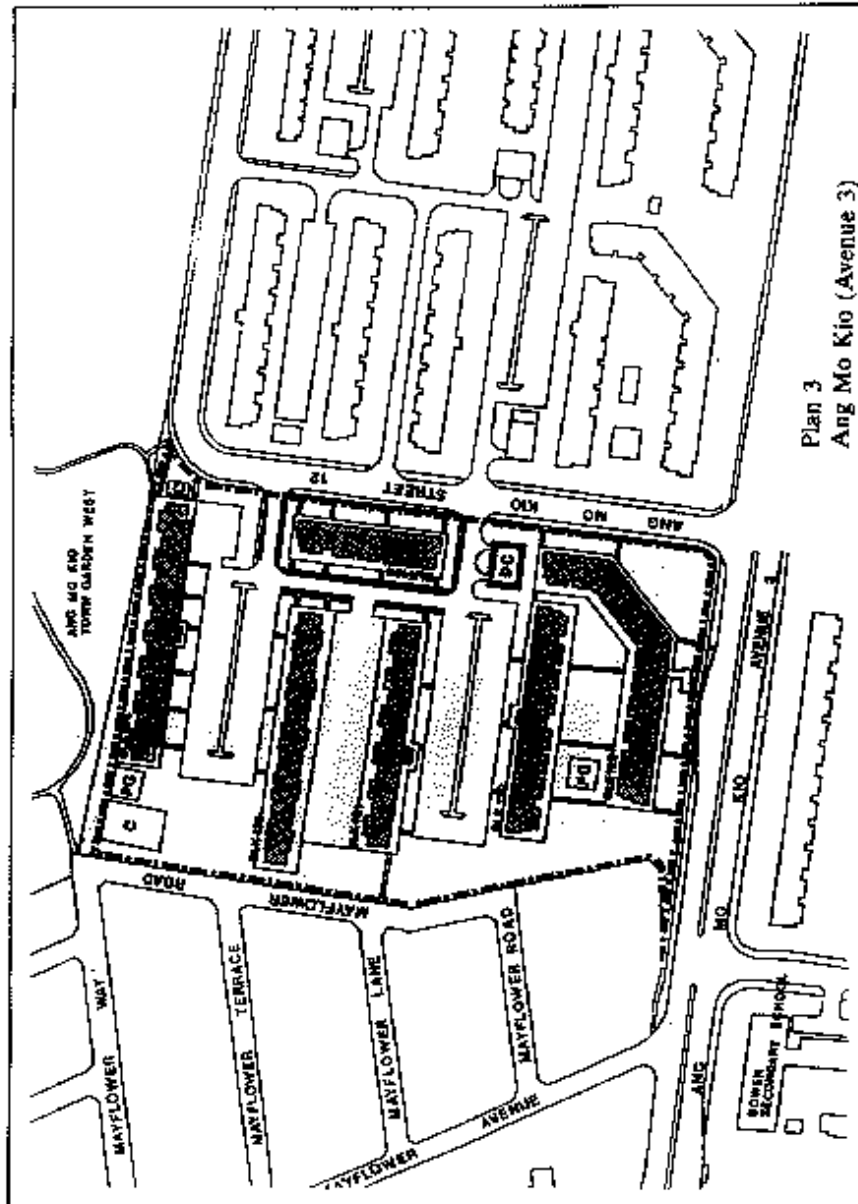 ANG MO KIO
TOWN GARDEN WEST
PG
PG
MAYFLOWER WAY
MAYFLOWER TERRACE
MAYFLOWER LANE
MAYFLOWER ROAD
MAYFLOWER ROAD
MAYFLOWER AVENUE
ANG MO KIO STREET 12
ANG MO KIO AVENUE 3
BOWEN
SECONDARY SCHOOL
Plan 3
Ang Mo Kio (Avenue 3)